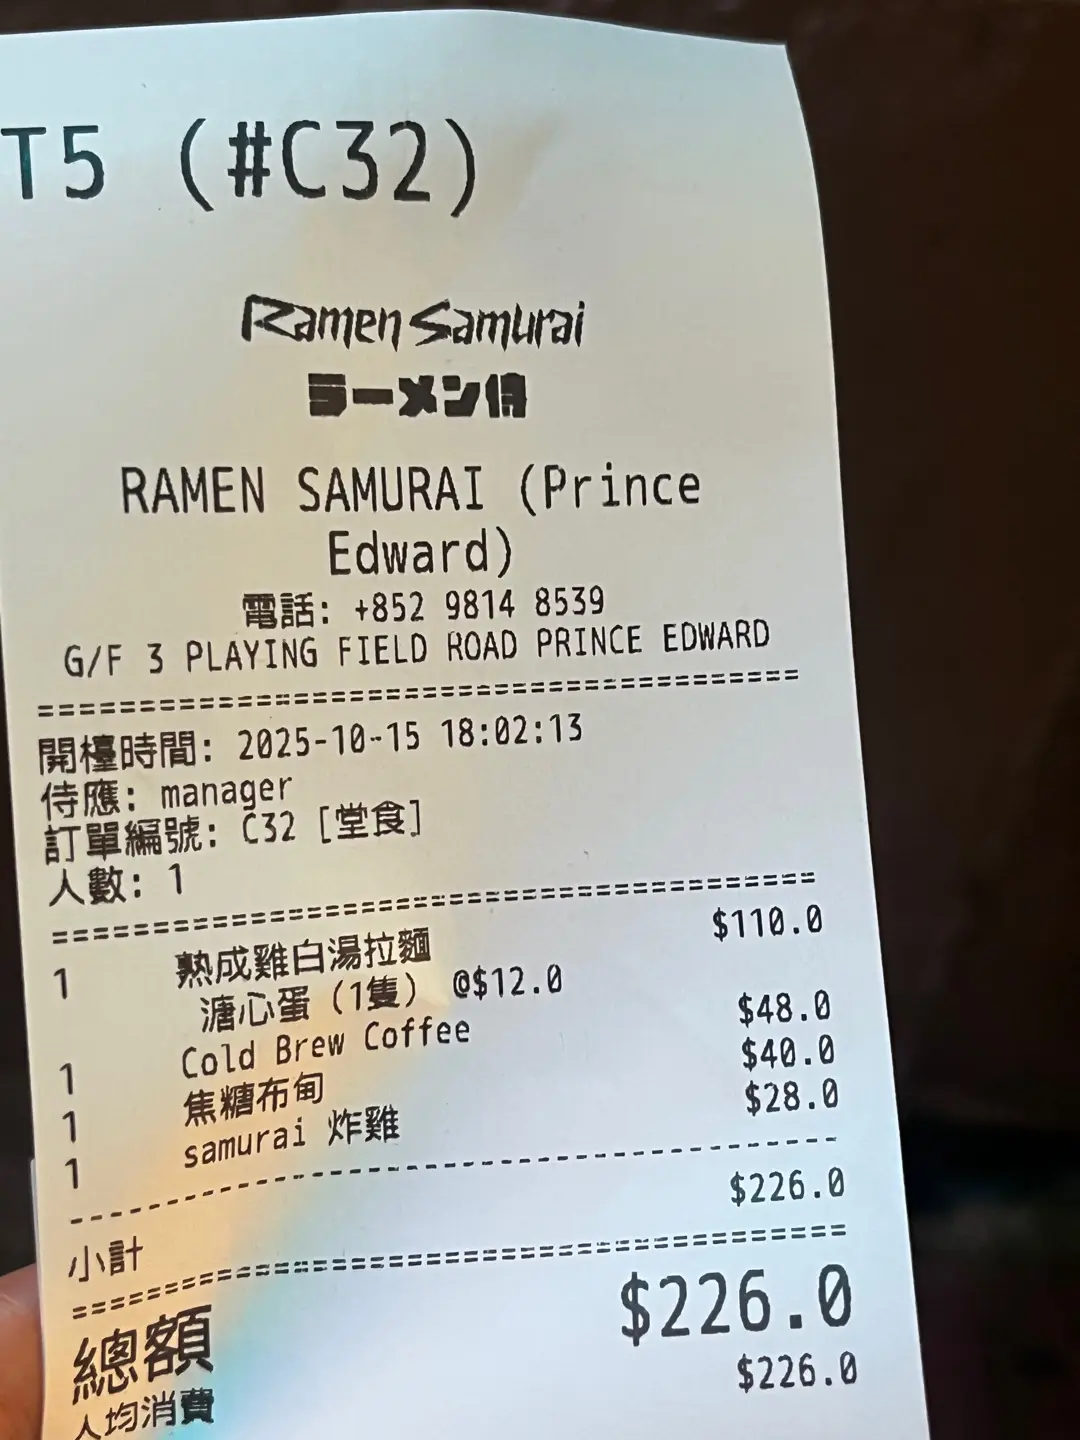 T5 (#C32)
Ramen Samurai
ラーメン侍
RAMEN SAMURAI (Prince
Edward)
電話: +852 9814 8539
G/F 3 PLAYING FIELD ROAD PRINCE EDWARD
======================================
開檯時間: 2025-10-15 18:02:13
侍應: manager
訂單編號: C32 [堂食]
人數: 1
======================================
1 熟成雞白湯拉麵 $110.0
溏心蛋 (1隻) @$12.0
1 Cold Brew Coffee $48.0
1 焦糖布甸 $40.0
1 samurai 炸雞 $28.0
--------------------------------------
小計 $226.0
======================================
總額 $226.0
人均消費 $226.0